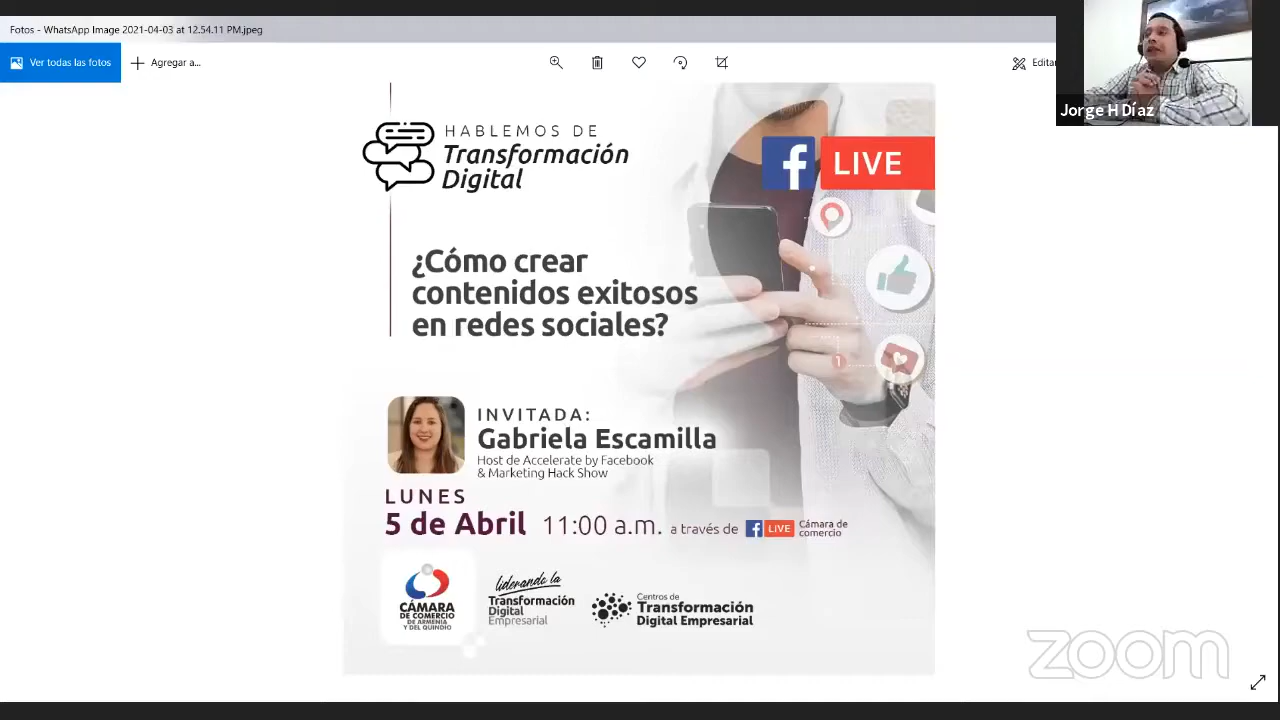 Fotos - WhatsApp Image 2021-04-03 at 12.54.11 PM.jpeg
Ver todas las fotos
Agregar a...
Editar
Jorge H Díaz
HABLEMOS DE
Transformación
Digital
f LIVE
¿Cómo crear
contenidos exitosos
en redes sociales?
1
INVITADA:
Gabriela Escamilla
Host de Accelerate by Facebook
& Marketing Hack Show
LUNES
5 de Abril 11:00 a.m. a través de f LIVE Cámara de
comercio
CÁMARA
DE COMERCIO
DE ARMENIA
Y DEL QUINDÍO
liderando la
Transformación
Digital
Empresarial
Centros de
Transformación
Digital Empresarial
zoom